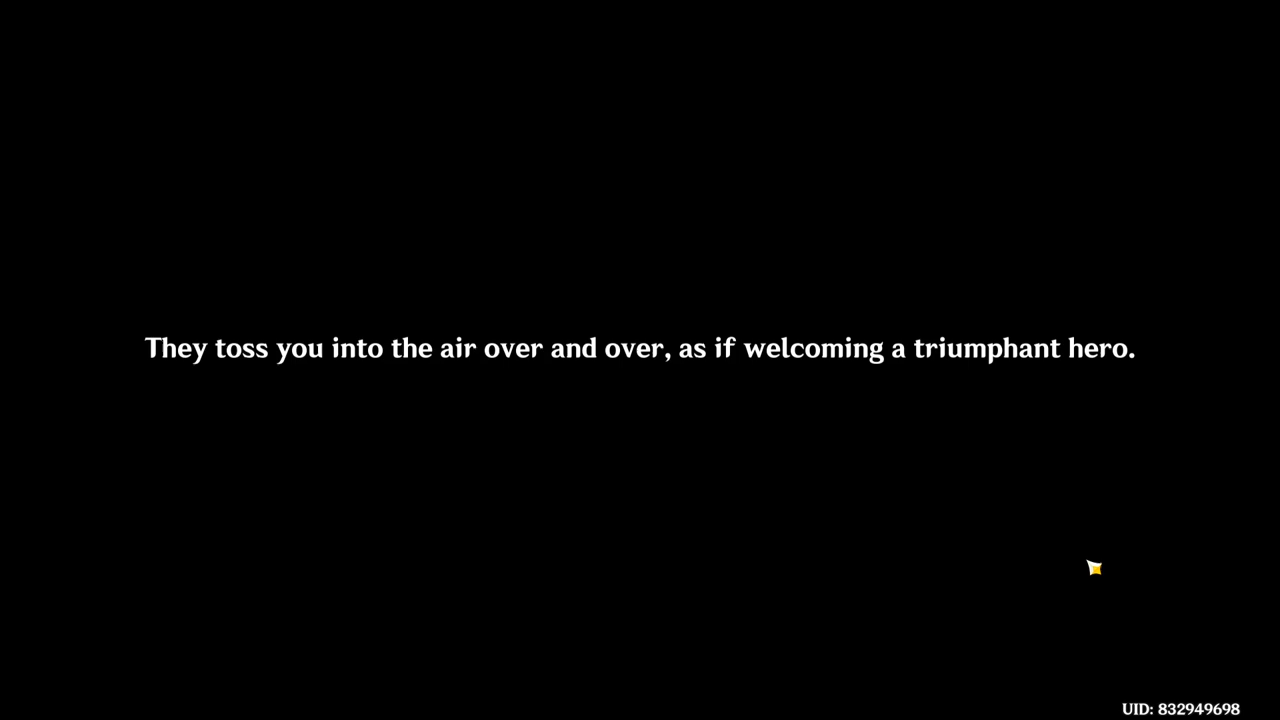 They toss you into the air over and over, as if welcoming a triumphant hero.
UID: 832949698